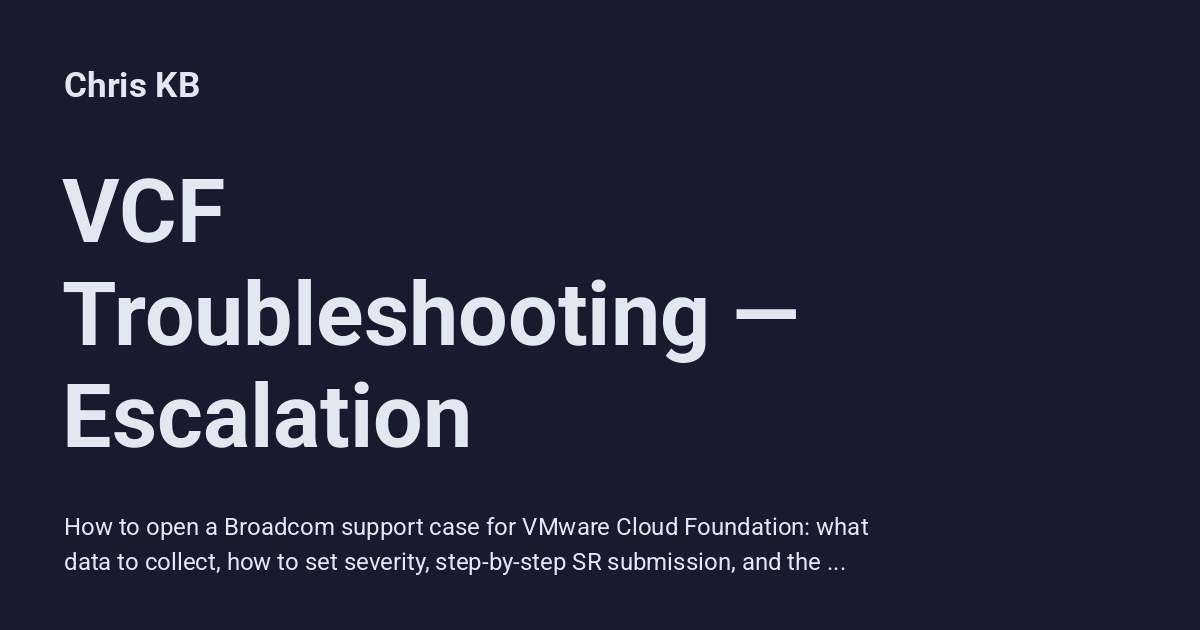 Chris KB
VCF
Troubleshooting —
Escalation
How to open a Broadcom support case for VMware Cloud Foundation: what
data to collect, how to set severity, step-by-step SR submission, and the ...